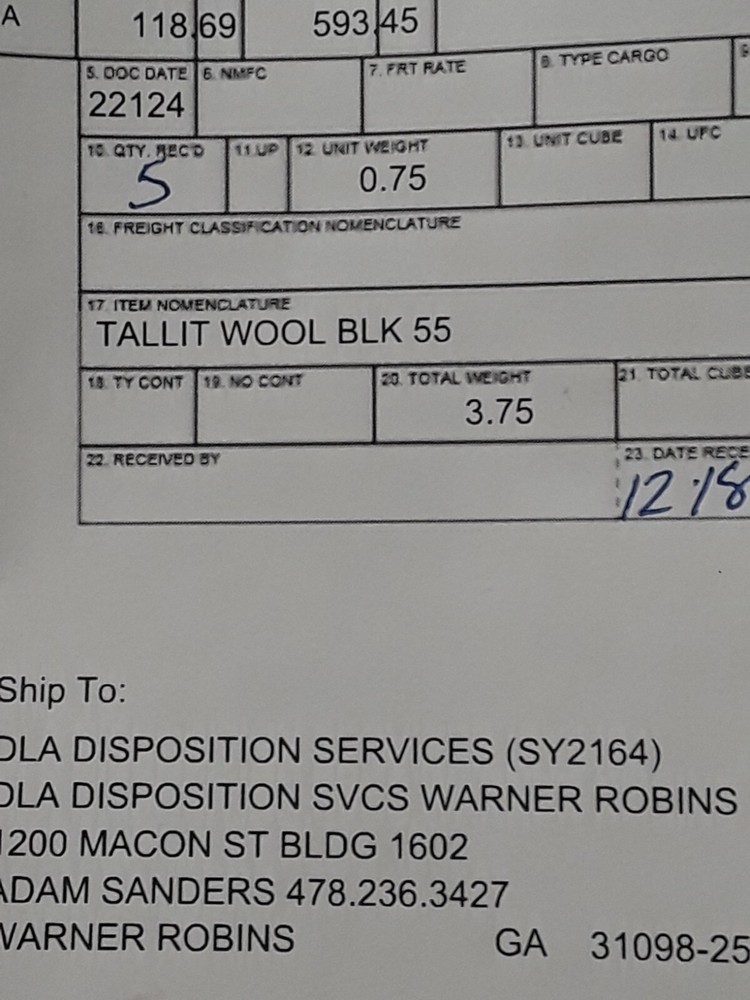 A 118 69 593 45
5. DOC DATE 6. NMFC 7. FRT RATE 8. TYPE CARGO 9
22124
10. QTY. REC'D 11.UP 12. UNIT WEIGHT 13. UNIT CUBE 14. UFC
5 0.75
16. FREIGHT CLASSIFICATION NOMENCLATURE
17. ITEM NOMENCLATURE
TALLIT WOOL BLK 55
18. TY CONT 19. NO CONT 20. TOTAL WEIGHT 21. TOTAL CUBE
3.75
22. RECEIVED BY 23. DATE RECE
12·18
Ship To:
DLA DISPOSITION SERVICES (SY2164)
DLA DISPOSITION SVCS WARNER ROBINS
1200 MACON ST BLDG 1602
ADAM SANDERS 478.236.3427
WARNER ROBINS GA 31098-25